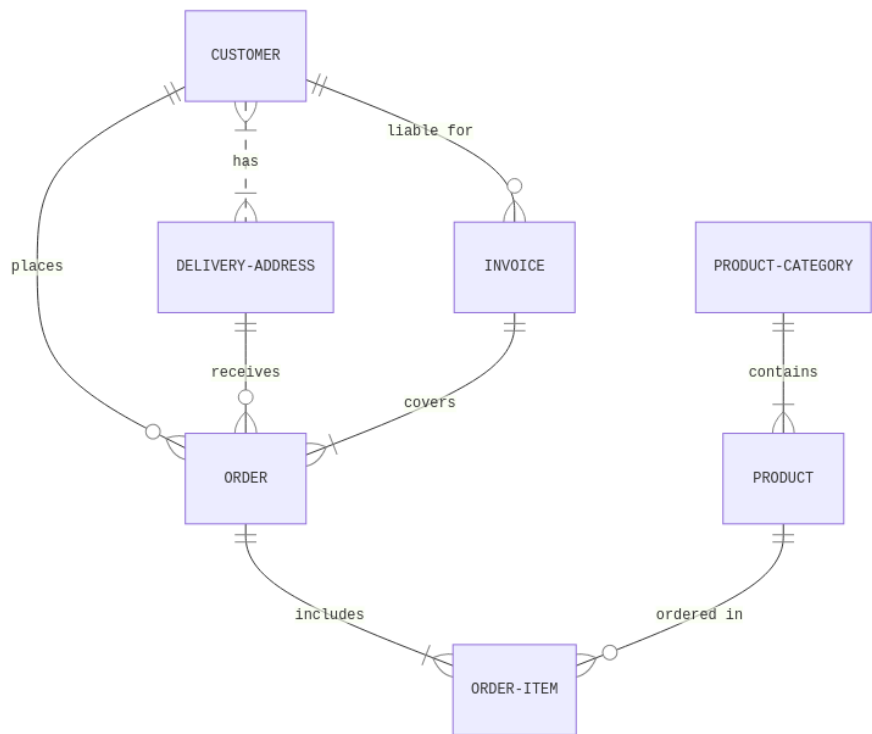 CUSTOMER
liable for
has
places
DELIVERY-ADDRESS
INVOICE
PRODUCT-CATEGORY
receives
covers
contains
ORDER
PRODUCT
includes
ordered in
ORDER-ITEM